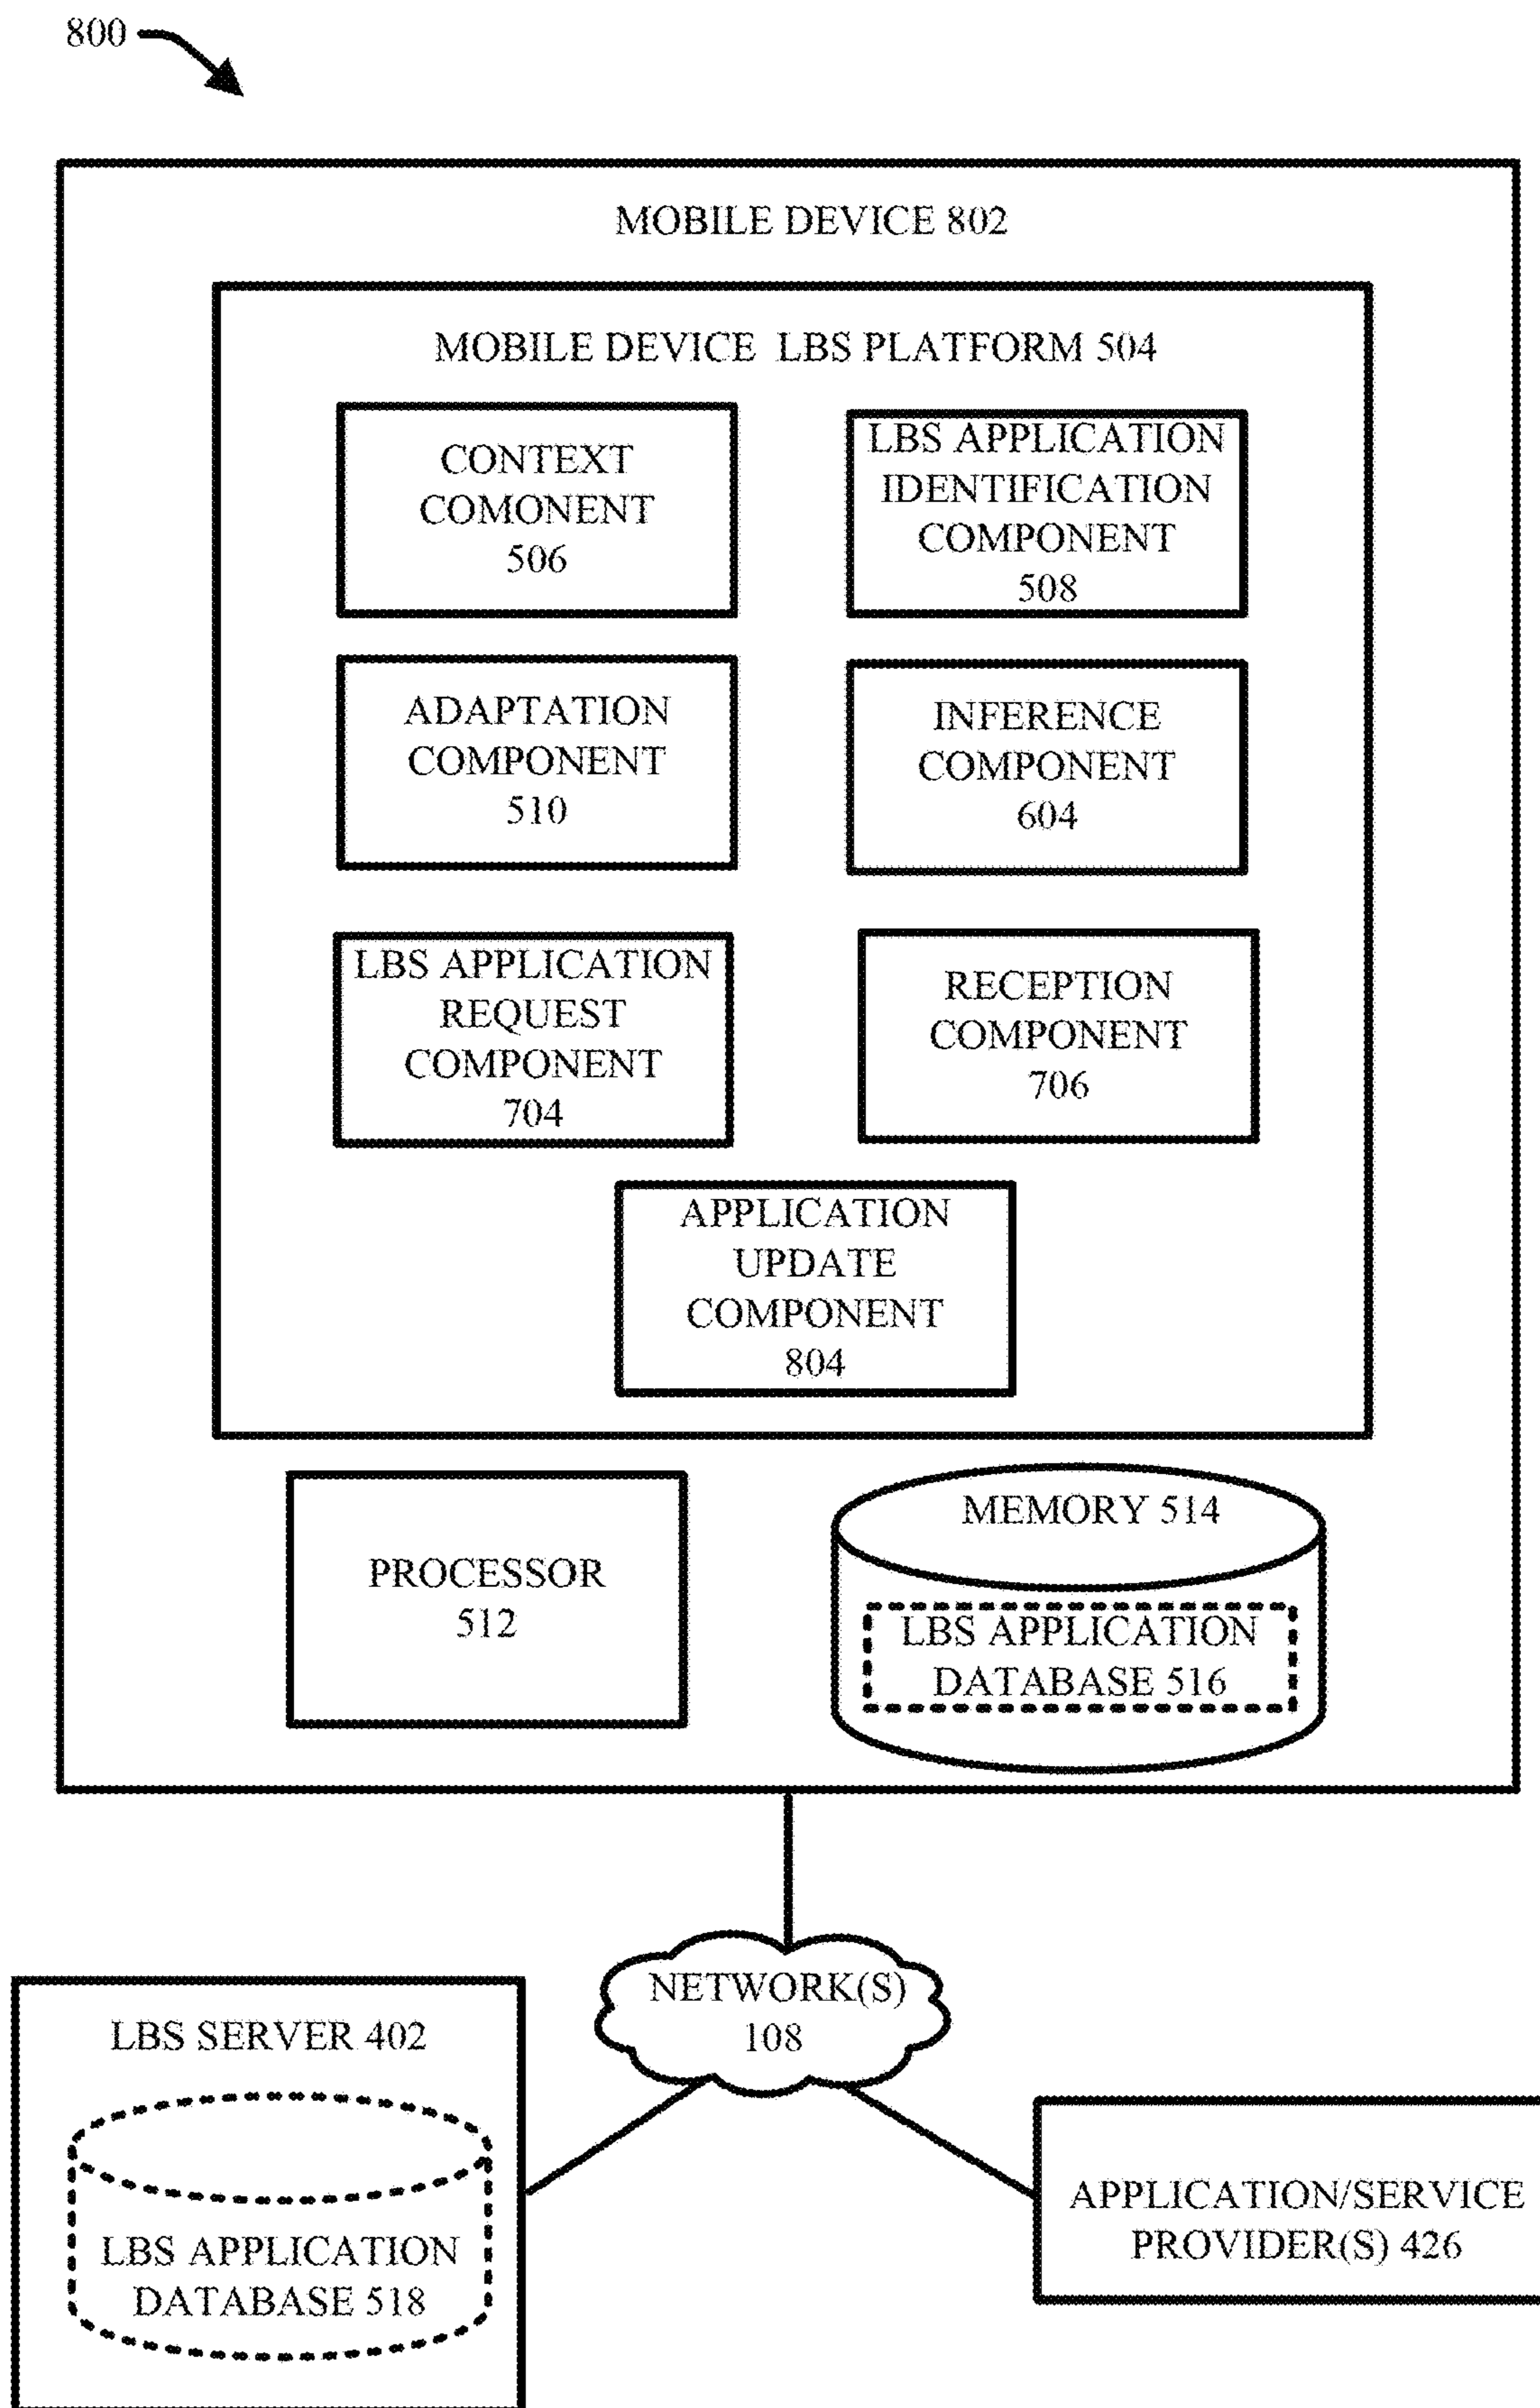 800
MOBILE DEVICE 802
MOBILE DEVICE LBS PLATFORM 504
CONTEXT
COMONENT
506
LBS APPLICATION
IDENTIFICATION
COMPONENT
508
ADAPTATION
COMPONENT
510
INFERENCE
COMPONENT
604
LBS APPLICATION
REQUEST
COMPONENT
704
RECEPTION
COMPONENT
706
APPLICATION
UPDATE
COMPONENT
804
PROCESSOR
512
MEMORY 514
LBS APPLICATION
DATABASE 516
NETWORK(S)
108
LBS SERVER 402
LBS APPLICATION
DATABASE 518
APPLICATION/SERVICE
PROVIDER(S) 426